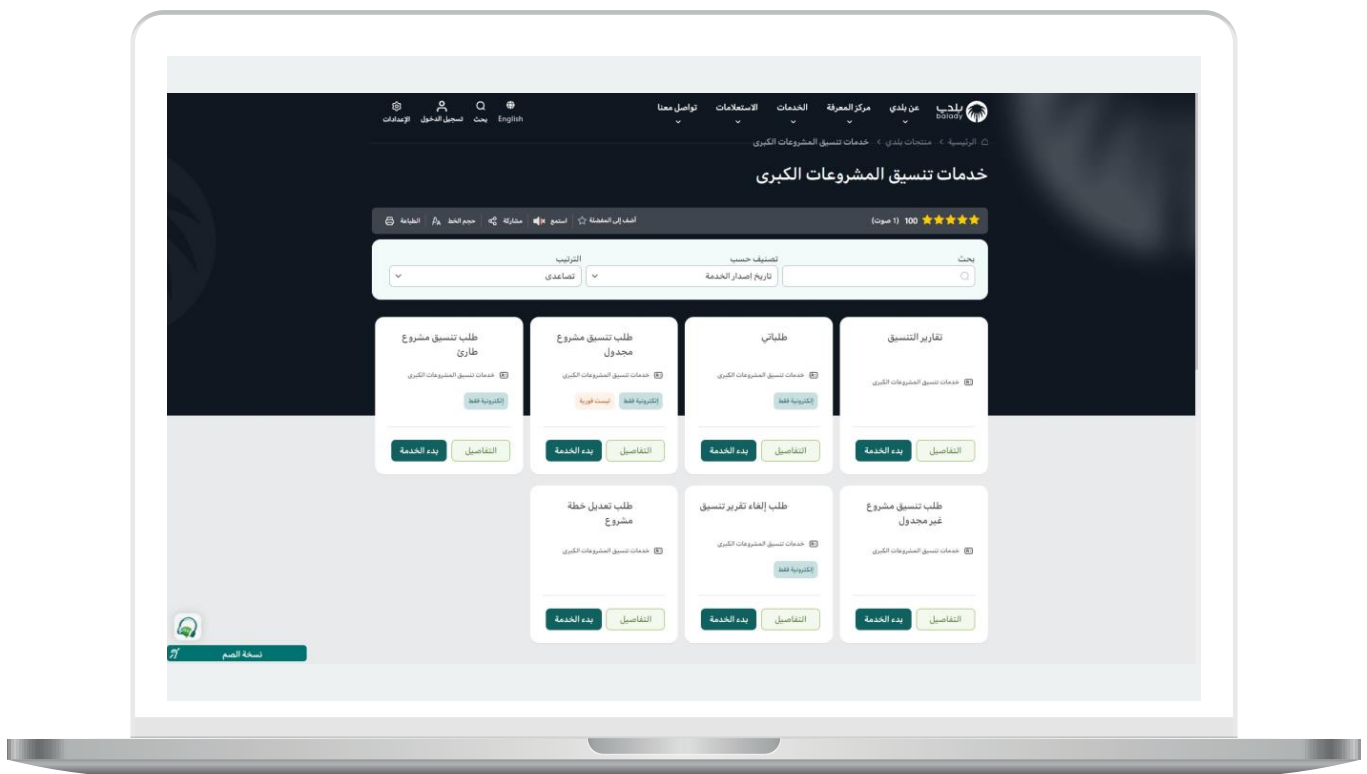 بلدي
balady
عن بلدي
مركز المعرفة
الخدمات
الاستعلامات
تواصل معنا
English
بحث
تسجيل الدخول
الإعدادات
الرئيسية > منتجات بلدي > خدمات تنسيق المشروعات الكبرى
خدمات تنسيق المشروعات الكبرى
100 (1 صوت)
أضف إلى المفضلة
استمع
مشاركة
حجم الخط
الطباعة
بحث
تصنيف حسب
الترتيب
تاريخ اصدار الخدمة
تصاعدى
تقارير التنسيق
خدمات تنسيق المشروعات الكبرى
التفاصيل
بدء الخدمة
طلباتي
خدمات تنسيق المشروعات الكبرى
إلكترونية فقط
التفاصيل
بدء الخدمة
طلب تنسيق مشروع
مجدول
خدمات تنسيق المشروعات الكبرى
إلكترونية فقط
ليست فورية
التفاصيل
بدء الخدمة
طلب تنسيق مشروع
طارئ
خدمات تنسيق المشروعات الكبرى
إلكترونية فقط
التفاصيل
بدء الخدمة
طلب تنسيق مشروع
غير مجدول
خدمات تنسيق المشروعات الكبرى
التفاصيل
بدء الخدمة
طلب إلغاء تقرير تنسيق
خدمات تنسيق المشروعات الكبرى
إلكترونية فقط
التفاصيل
بدء الخدمة
طلب تعديل خطة
مشروع
خدمات تنسيق المشروعات الكبرى
التفاصيل
بدء الخدمة
نسخة الصم